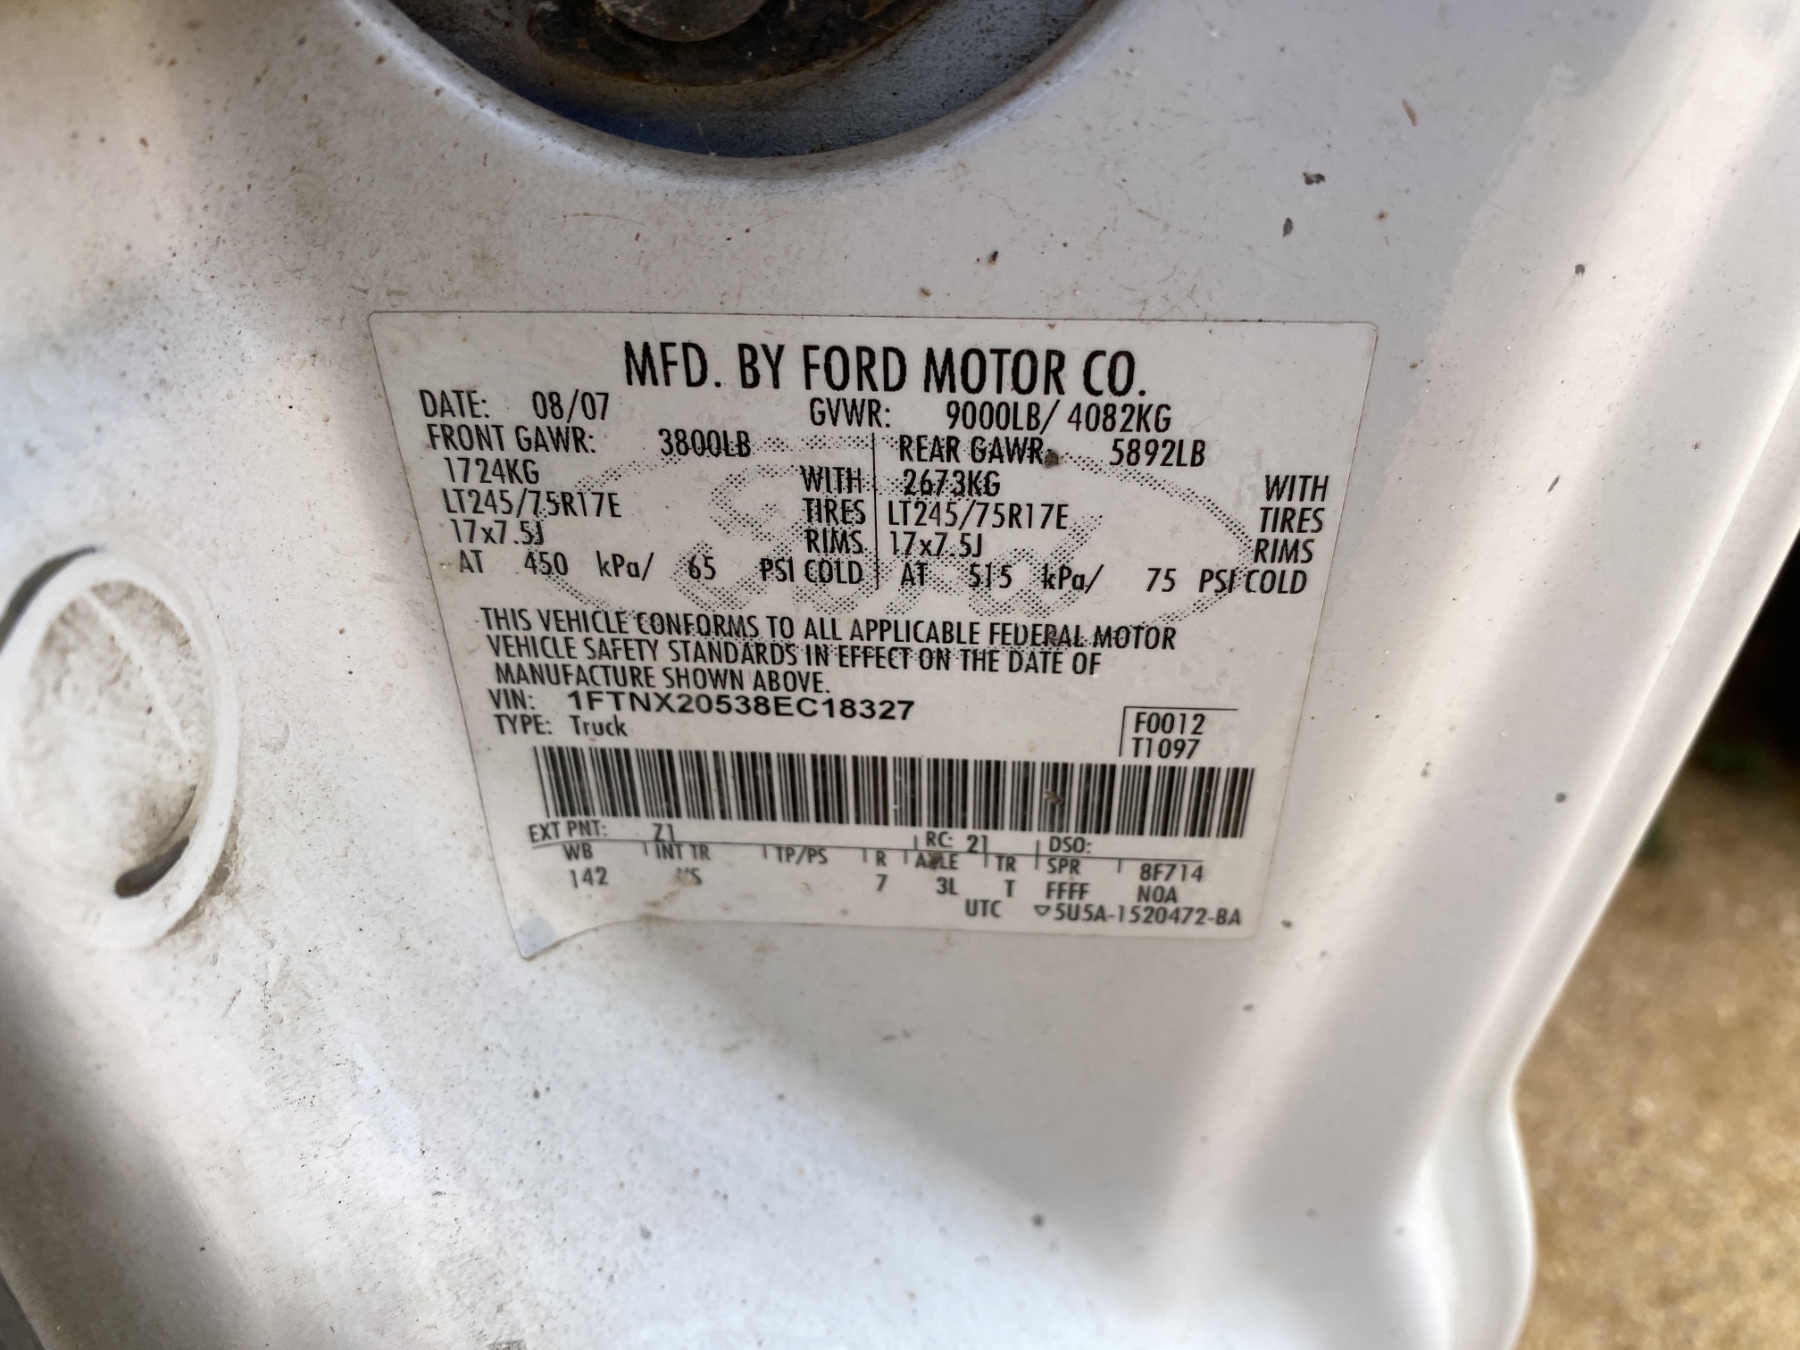 MFD. BY FORD MOTOR CO.
DATE: 08/07 GVWR: 9000LB/ 4082KG
FRONT GAWR: 3800LB REAR GAWR: 5892LB
1724KG WITH 2673KG WITH
LT245/75R17E TIRES LT245/75R17E TIRES
17x7.5J RIMS 17x7.5J RIMS
AT 450 kPa/ 65 PSI COLD AT 515 kPa/ 75 PSI COLD
THIS VEHICLE CONFORMS TO ALL APPLICABLE FEDERAL MOTOR
VEHICLE SAFETY STANDARDS IN EFFECT ON THE DATE OF
MANUFACTURE SHOWN ABOVE.
VIN: 1FTNX20538EC18327
TYPE: Truck F0012
T1097
EXT PNT: Z1 RC: 21 DSO:
WB INT TR TP/PS R AXLE TR SPR 8F714
142 7 3L T FFFF NOA
UTC ▽5U5A-1520472-BA